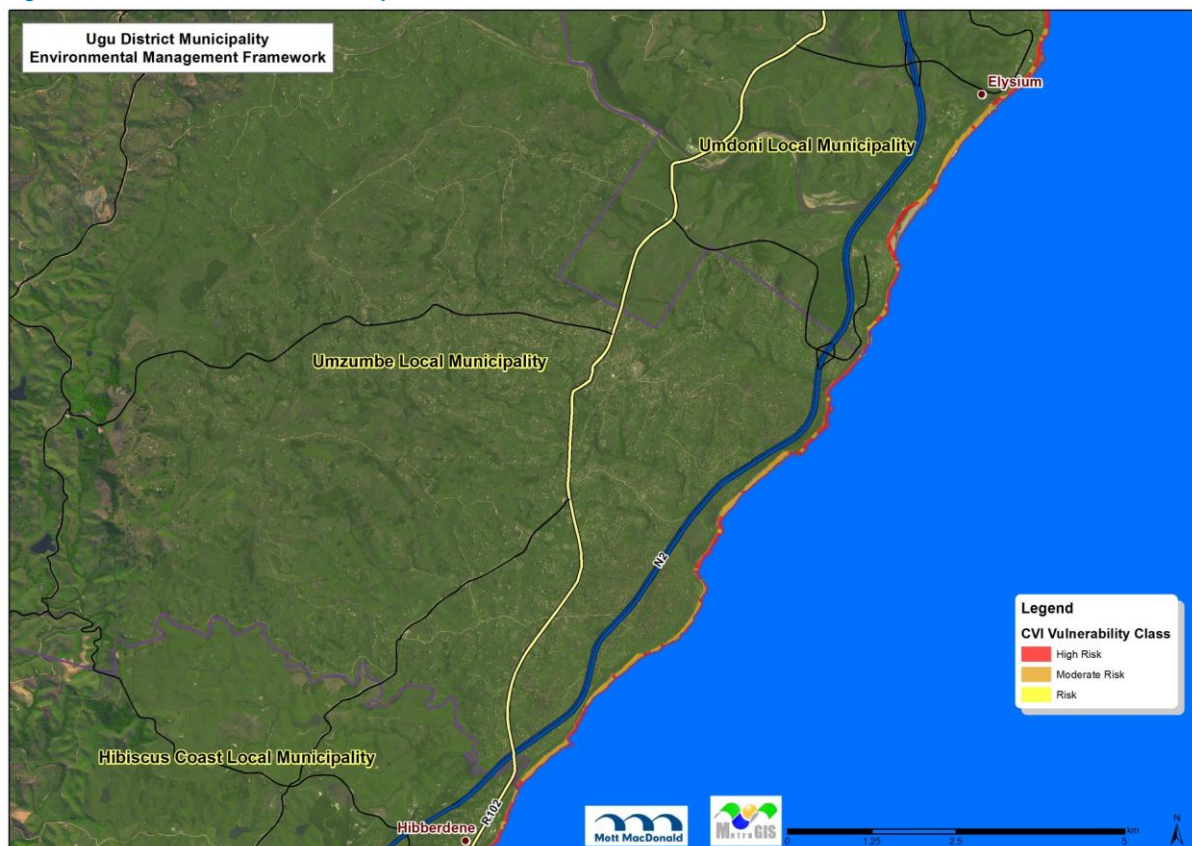 Ugu District Municipality
Environmental Management Framework
Elysium
Umdoni Local Municipality
Umzumbe Local Municipality
N2
Legend
CVI Vulnerability Class
High Risk
Moderate Risk
Risk
Hibiscus Coast Local Municipality
R102
Hibberdene
Mott MacDonald
MetroGIS
N
km
0 1.25 2.5 5